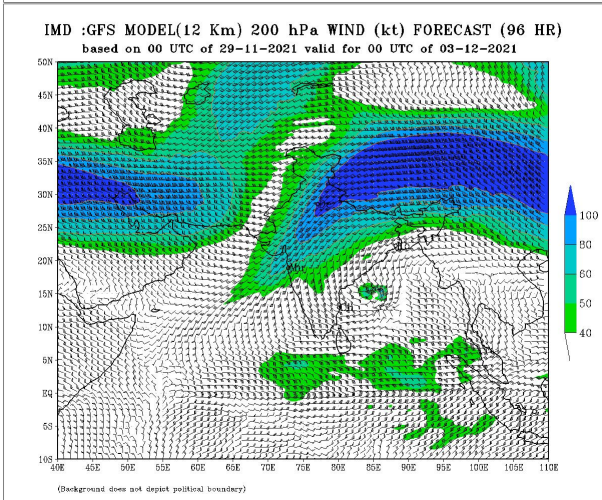 IMD :GFS MODEL(12 Km) 200 hPa WIND (kt) FORECAST (96 HR)
based on 00 UTC of 29-11-2021 valid for 00 UTC of 03-12-2021
50N
45N
40N
35N
30N
25N
20N
15N
10N
5N
EQ
5S
10S
40E 45E 50E 55E 60E 65E 70E 75E 80E 85E 90E 95E 100E 105E 110E
100
80
60
50
40
(Background does not depict political boundary)